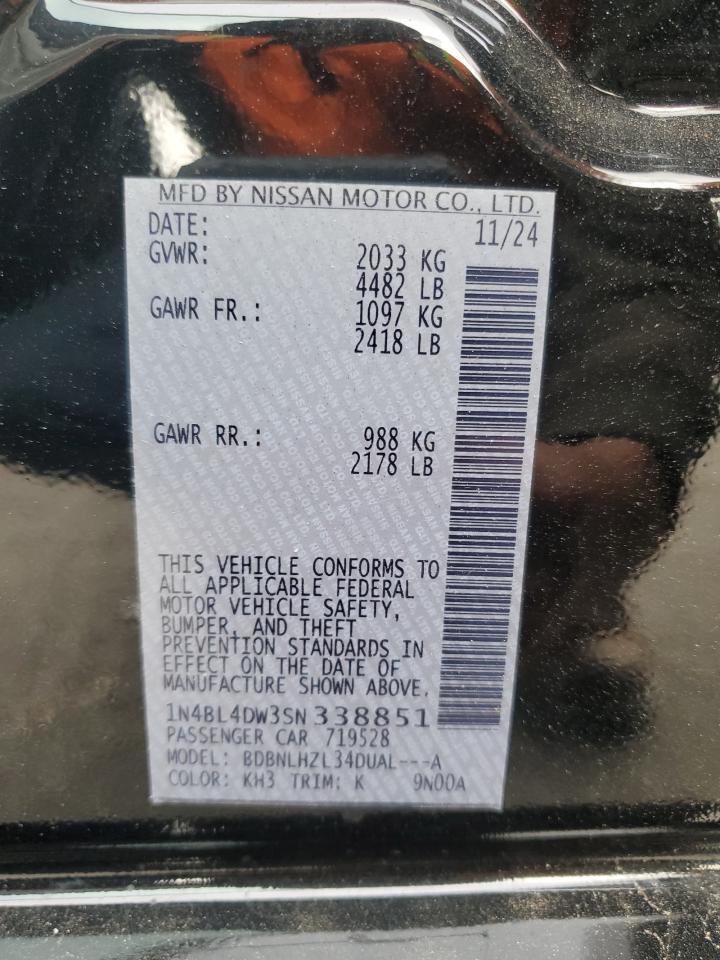 MFD BY NISSAN MOTOR CO., LTD.
DATE: 11/24
GVWR: 2033 KG
4482 LB
GAWR FR.: 1097 KG
2418 LB
GAWR RR.: 988 KG
2178 LB
THIS VEHICLE CONFORMS TO
ALL APPLICABLE FEDERAL
MOTOR VEHICLE SAFETY,
BUMPER, AND THEFT
PREVENTION STANDARDS IN
EFFECT ON THE DATE OF
MANUFACTURE SHOWN ABOVE.
1N4BL4DW3SN338851
PASSENGER CAR 719528
MODEL: BDBNLHZL34DUAL---A
COLOR: KH3 TRIM: K 9N00A